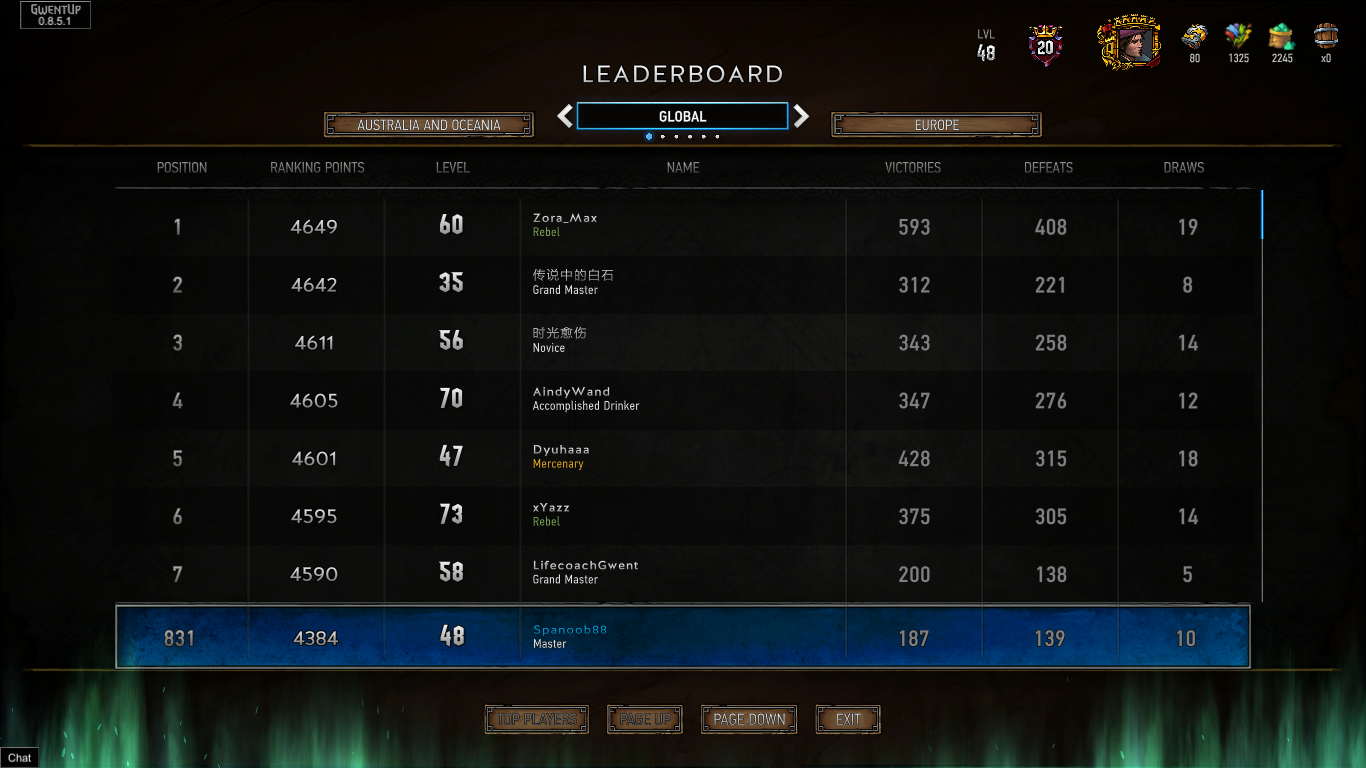 GWENTUP
0.8.5.1
LVL
48
20
80
1325
2245
x0
LEADERBOARD
AUSTRALIA AND OCEANIA
GLOBAL
EUROPE
POSITION RANKING POINTS LEVEL NAME VICTORIES DEFEATS DRAWS
1 4649 60 Zora_Max 593 408 19
Rebel
2 4642 35 传说中的白石 312 221 8
Grand Master
3 4611 56 时光愈伤 343 258 14
Novice
4 4605 70 AindyWand 347 276 12
Accomplished Drinker
5 4601 47 Dyuhaaa 428 315 18
Mercenary
6 4595 73 xYazz 375 305 14
Rebel
7 4590 58 LifecoachGwent 200 138 5
Grand Master
831 4384 48 Spanoob88 187 139 10
Master
TOP PLAYERS PAGE UP PAGE DOWN EXIT
Chat